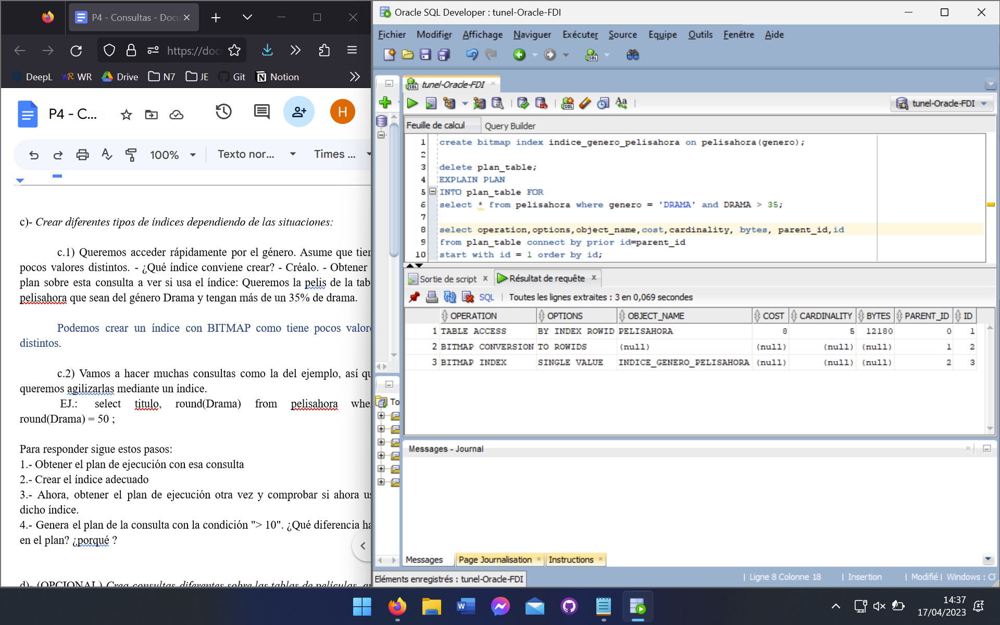 P4 - Consultas - Docu
https://docs
DeepL
WR
Drive
N7
JE
Git
Notion
P4 - C...
H
100%
Texto nor...
Times ...
c)- Crear diferentes tipos de índices dependiendo de las situaciones:
c.1) Queremos acceder rápidamente por el género. Asume que tien
pocos valores distintos. - ¿Qué índice conviene crear? - Créalo. - Obtener
plan sobre esta consulta a ver si usa el índice: Queremos la pelis de la tab
pelisahora que sean del género Drama y tengan más de un 35% de drama.
Podemos crear un índice con BITMAP como tiene pocos valor
distintos.
c.2) Vamos a hacer muchas consultas como la del ejemplo, así qu
queremos agilizarlas mediante un índice.
EJ.: select titulo, round(Drama) from pelisahora whe
round(Drama) = 50 ;
Para responder sigue estos pasos:
1.- Obtener el plan de ejecución con esa consulta
2.- Crear el índice adecuado
3.- Ahora, obtener el plan de ejecución otra vez y comprobar si ahora us
dicho índice.
4.- Genera el plan de la consulta con la condición "> 10". ¿Qué diferencia ha
en el plan? ¿porqué ?
d)- (OPCIONAL) Crea consultas diferentes sobre las tablas de películas,
Oracle SQL Developer : tunel-Oracle-FDI
Fichier Modifier Affichage Naviguer Exécuter Source Equipe Outils Fenêtre Aide
tunel-Oracle-FDI
tunel-Oracle-FDI
Feuille de calcul Query Builder
1 create bitmap index indice_genero_pelisahora on pelisahora(genero);
2
3 delete plan_table;
4 EXPLAIN PLAN
5 INTO plan_table FOR
6 select * from pelisahora where genero = 'DRAMA' and DRAMA > 35;
7
8 select operation,options,object_name,cost,cardinality, bytes, parent_id,id
9 from plan_table connect by prior id=parent_id
10 start with id = 1 order by id;
Sortie de script x Résultat de requête x
SQL | Toutes les lignes extraites : 3 en 0,069 secondes
OPERATION OPTIONS OBJECT_NAME COST CARDINALITY BYTES PARENT_ID ID
1 TABLE ACCESS BY INDEX ROWID PELISAHORA 8 5 12180 0 1
2 BITMAP CONVERSION TO ROWIDS (null) (null) (null) (null) 1 2
3 BITMAP INDEX SINGLE VALUE INDICE_GENERO_PELISAHORA (null) (null) (null) 2 3
To
Messages - Journal
Messages Page Journalisation Instructions
Eléments enregistrés : tunel-Oracle-FDI
| Ligne 8 Colonne 18 | Insertion | Modifié | Windows : CR
14:37
17/04/2023